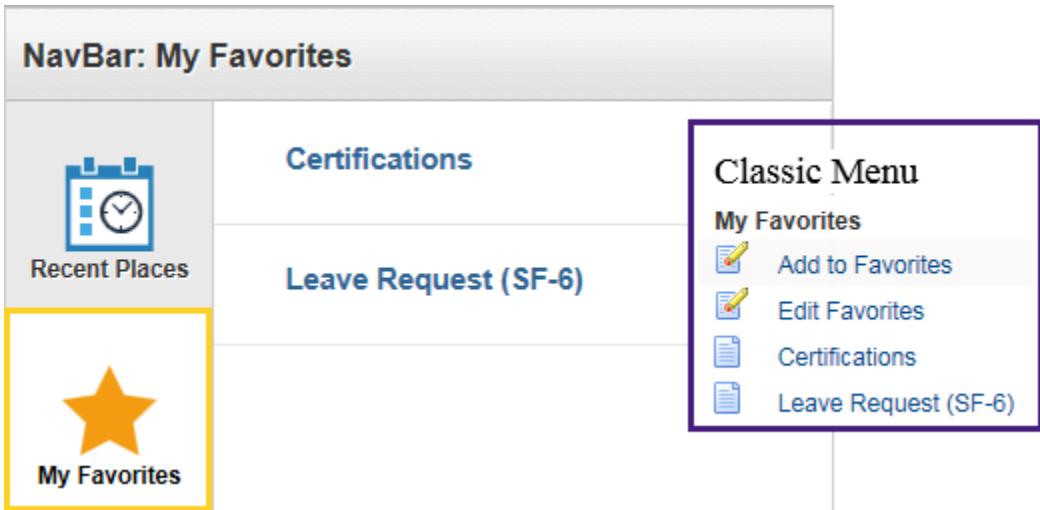 NavBar: My Favorites
Recent Places
My Favorites
Certifications
Leave Request (SF-6)
Classic Menu
My Favorites
Add to Favorites
Edit Favorites
Certifications
Leave Request (SF-6)